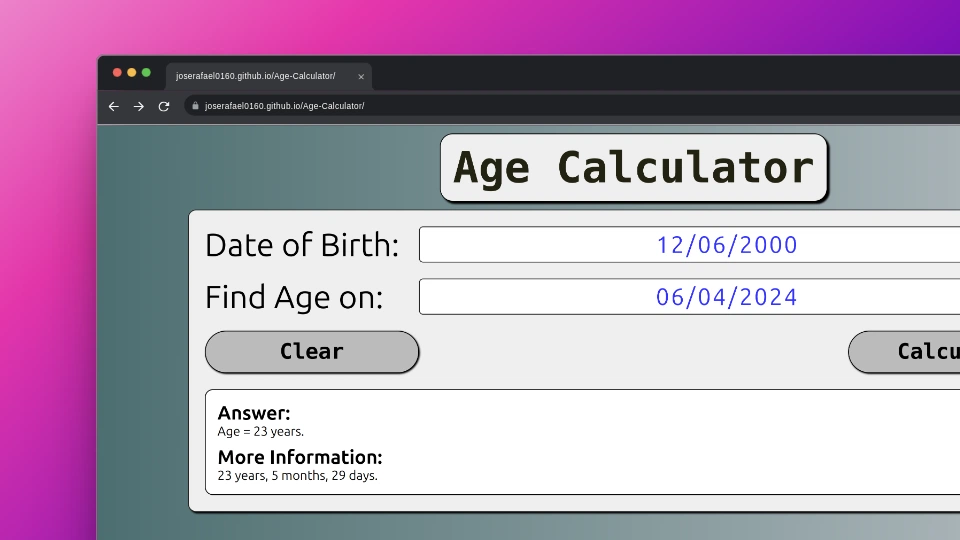 joserafael0160.github.io/Age-Calculator/
joserafael0160.github.io/Age-Calculator/
Age Calculator
Date of Birth: 12/06/2000
Find Age on: 06/04/2024
Clear Calcu
Answer:
Age = 23 years.
More Information:
23 years, 5 months, 29 days.